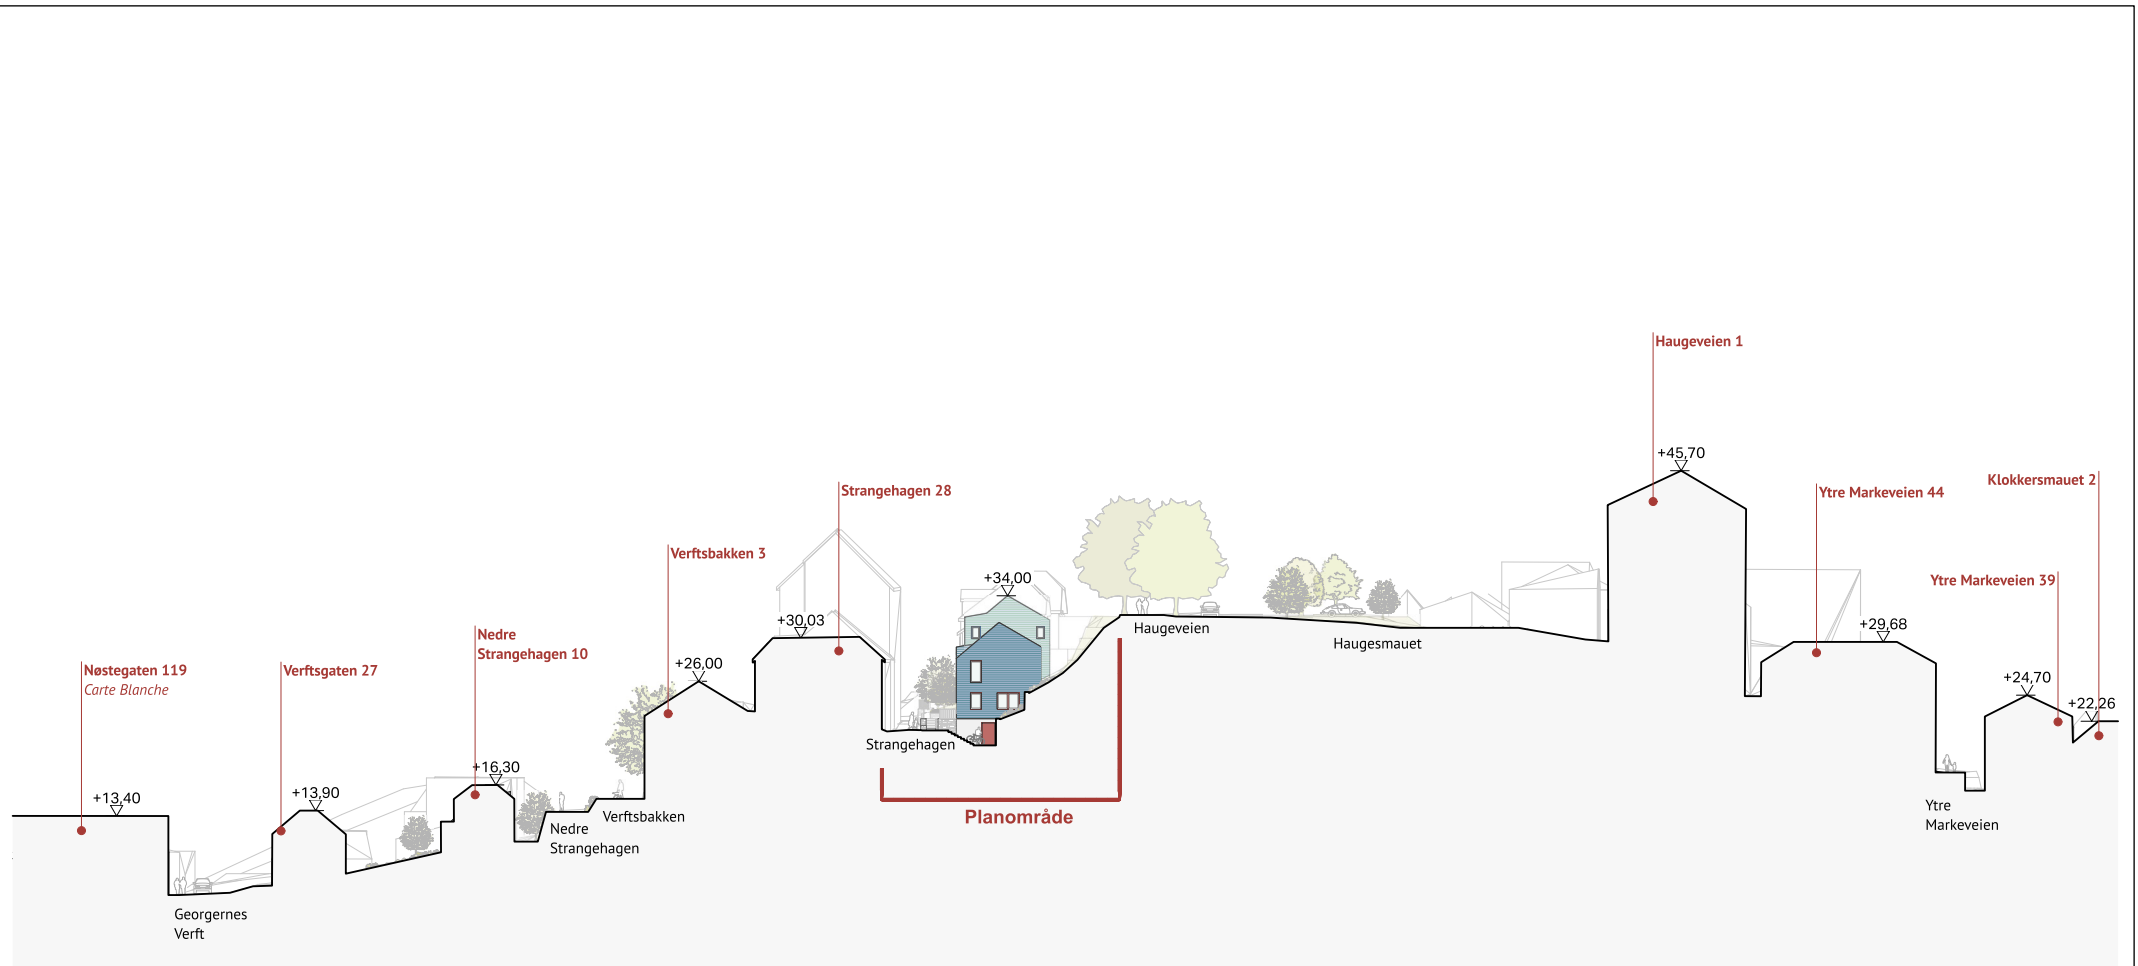 Haugeveien 1
+45,70
Klokkersmauet 2
Strangehagen 28
Ytre Markeveien 44
Verftsbakken 3
+34,00
Ytre Markeveien 39
+30,03
Haugeveien
+29,68
Nedre
Strangehagen 10
Haugesmauet
+26,00
Nøstegaten 119
Carte Blanche
Verftsgaten 27
+24,70
+22,26
Strangehagen
+16,30
+13,90
+13,40
Planområde
Verftsbakken
Nedre
Strangehagen
Ytre
Markeveien
Georgernes
Verft